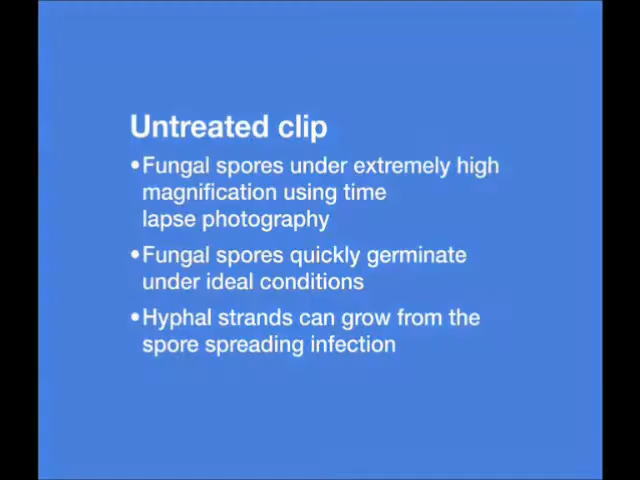 Untreated clip
•Fungal spores under extremely high
magnification using time
lapse photography
•Fungal spores quickly germinate
under ideal conditions
•Hyphal strands can grow from the
spore spreading infection